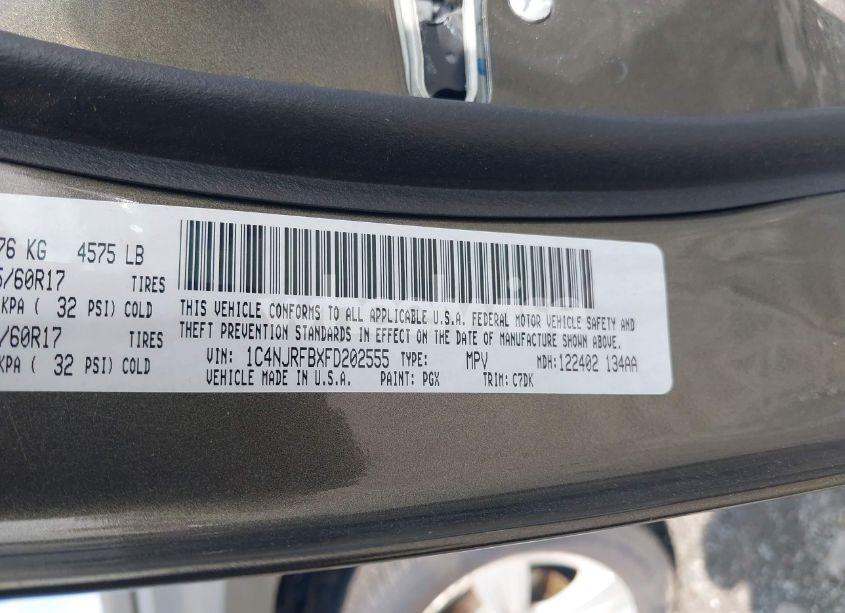 76 KG 4575 LB
/60R17 TIRES
KPA ( 32 PSI) COLD
/60R17 TIRES
KPA ( 32 PSI) COLD
THIS VEHICLE CONFORMS TO ALL APPLICABLE U.S.A. FEDERAL MOTOR VEHICLE SAFETY AND
THEFT PREVENTION STANDARDS IN EFFECT ON THE DATE OF MANUFACTURE SHOWN ABOVE.
VIN: 1C4NJRFBXFD202555 TYPE: MPV MDH:122402 134AA
VEHICLE MADE IN U.S.A. PAINT: PGX TRIM: C7DK